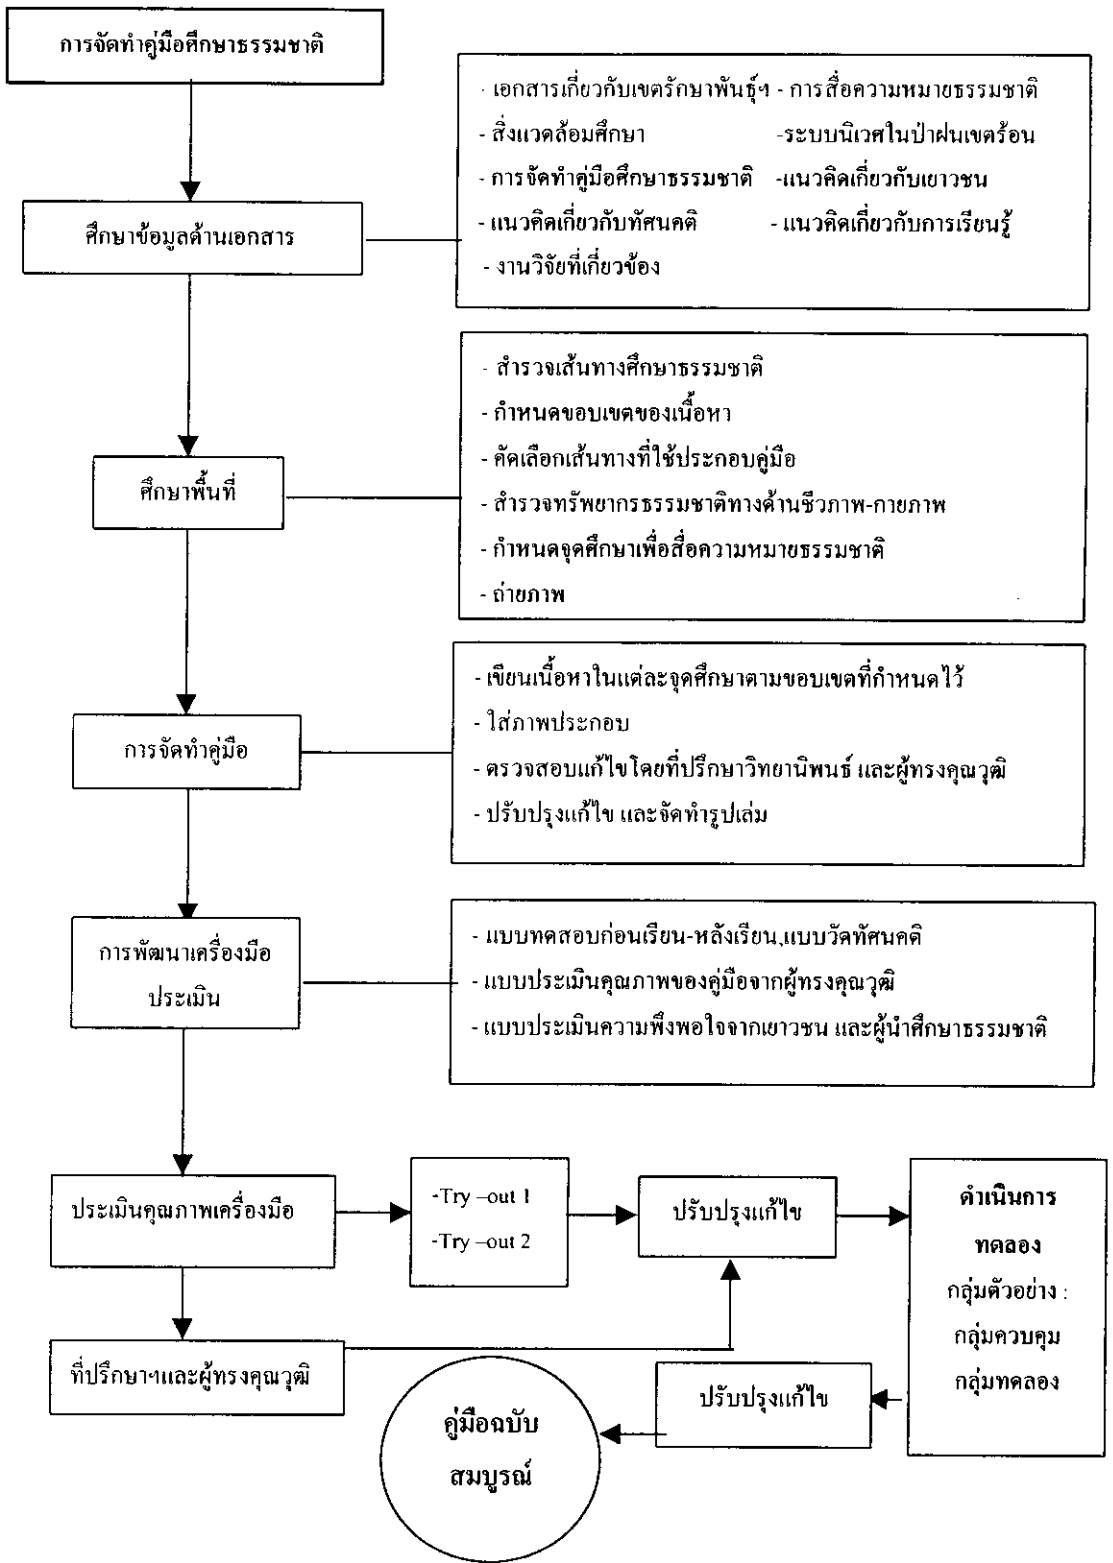 การจัดทำคู่มือศึกษาธรรมชาติ
- เอกสารเกี่ยวกับเขตรักษาพันธุ์ฯ - การสื่อความหมายธรรมชาติ
- สิ่งแวดล้อมศึกษา -ระบบนิเวศในป่าฝนเขตร้อน
- การจัดทำคู่มือศึกษาธรรมชาติ -แนวคิดเกี่ยวกับเยาวชน
- แนวคิดเกี่ยวกับทัศนคติ - แนวคิดเกี่ยวกับการเรียนรู้
- งานวิจัยที่เกี่ยวข้อง
ศึกษาข้อมูลด้านเอกสาร
- สำรวจเส้นทางศึกษาธรรมชาติ
- กำหนดขอบเขตของเนื้อหา
- คัดเลือกเส้นทางที่ใช้ประกอบคู่มือ
- สำรวจทรัพยากรธรรมชาติทางด้านชีวภาพ-กายภาพ
- กำหนดจุดศึกษาเพื่อสื่อความหมายธรรมชาติ
- ถ่ายภาพ
ศึกษาพื้นที่
- เขียนเนื้อหาในแต่ละจุดศึกษาตามขอบเขตที่กำหนดไว้
- ใส่ภาพประกอบ
- ตรวจสอบแก้ไขโดยที่ปรึกษาวิทยานิพนธ์ และผู้ทรงคุณวุฒิ
- ปรับปรุงแก้ไข และจัดทำรูปเล่ม
การจัดทำคู่มือ
- แบบทดสอบก่อนเรียน-หลังเรียน,แบบวัดทัศนคติ
- แบบประเมินคุณภาพของคู่มือจากผู้ทรงคุณวุฒิ
- แบบประเมินความพึงพอใจจากเยาวชน และผู้นำศึกษาธรรมชาติ
การพัฒนาเครื่องมือ
ประเมิน
ประเมินคุณภาพเครื่องมือ
-Try –out 1
-Try –out 2
ปรับปรุงแก้ไข
ดำเนินการ
ทดลอง
กลุ่มตัวอย่าง :
กลุ่มควบคุม
กลุ่มทดลอง
ที่ปรึกษาฯและผู้ทรงคุณวุฒิ
ปรับปรุงแก้ไข
คู่มือฉบับ
สมบูรณ์